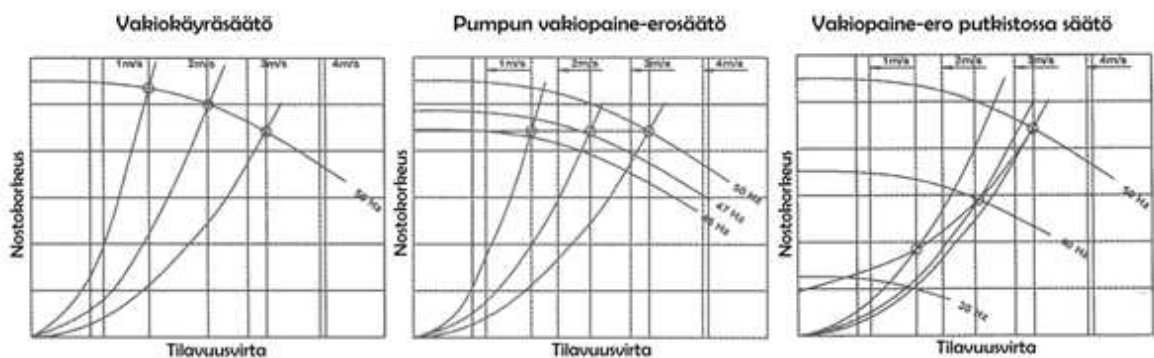 Vakiokäyräsäätö
1m/s 2m/s 3m/s 4m/s
50 Hz
Nostokorkeus
Tilavuusvirta
Pumpun vakiopaine-erosäätö
1m/s 2m/s 3m/s 4m/s
50 Hz
47 Hz
Hz
Nostokorkeus
Tilavuusvirta
Vakiopaine-ero putkistossa säätö
1m/s 2m/s 3m/s 4m/s
50 Hz
40 Hz
Hz
Nostokorkeus
Tilavuusvirta